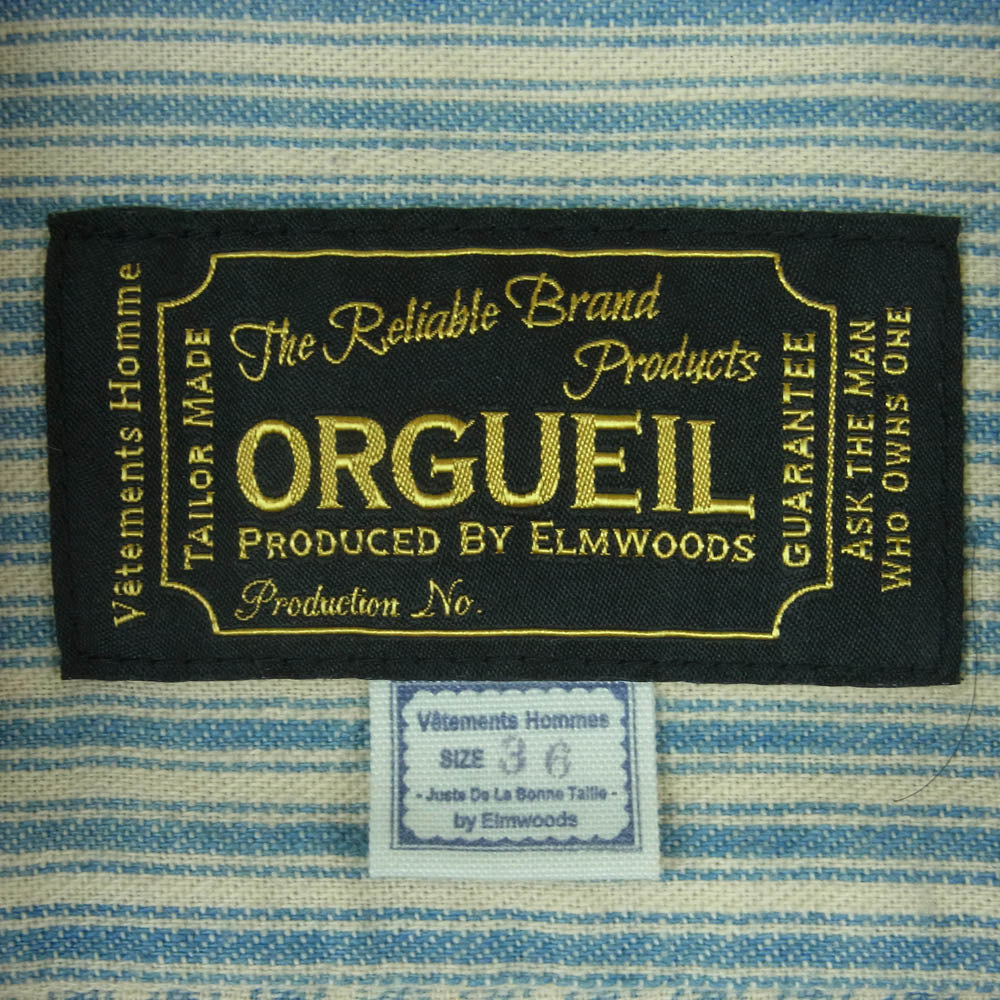 Vêtements Homme
TAILOR MADE
The Reliable Brand
Products
ORGUEIL
PRODUCED BY ELMWOODS
Production No.
GUARANTEE
ASK THE MAN
WHO OWNS ONE
Vêtements Hommes
SIZE 36
- Juste De La Bonne Taille -
by Elmwoods